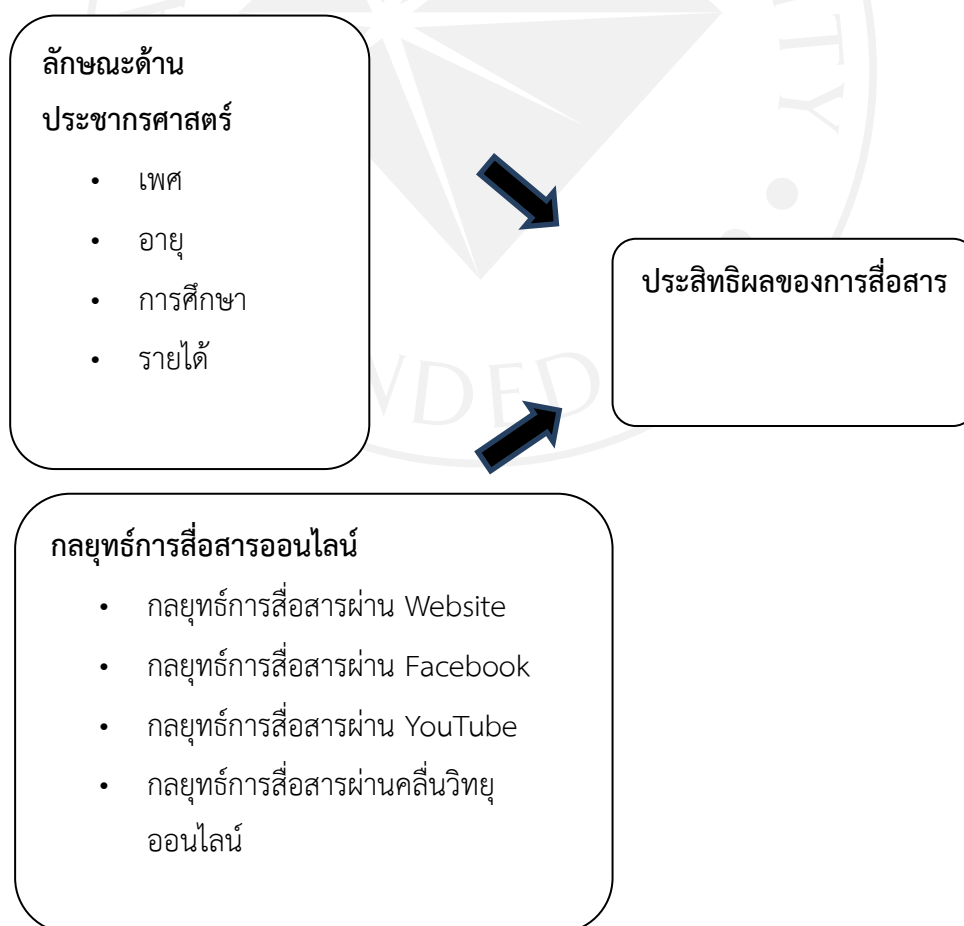 ลักษณะด้าน
ประชากรศาสตร์
• เพศ
• อายุ
• การศึกษา
• รายได้
ประสิทธิผลของการสื่อสาร
กลยุทธ์การสื่อสารออนไลน์
• กลยุทธ์การสื่อสารผ่าน Website
• กลยุทธ์การสื่อสารผ่าน Facebook
• กลยุทธ์การสื่อสารผ่าน YouTube
• กลยุทธ์การสื่อสารผ่านคลื่นวิทยุ
ออนไลน์